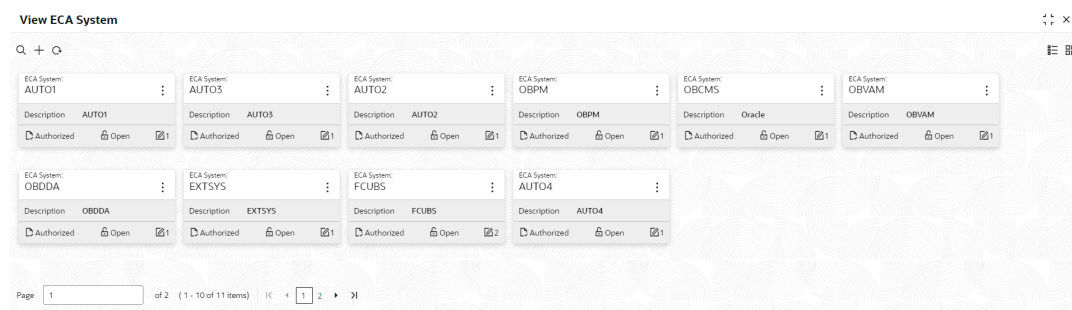 View ECA System
ECA System: ECA System: ECA System: ECA System: ECA System: ECA System:
AUTO1 AUTO3 AUTO2 OBPM OBCMS OBVAM
Description AUTO1 Description AUTO3 Description AUTO2 Description OBPM Description Oracle Description OBVAM
Authorized Open 1 Authorized Open 1 Authorized Open 1 Authorized Open 1 Authorized Open 1 Authorized Open 1
ECA System: ECA System: ECA System: ECA System:
OBDDA EXTSYS FCUBS AUTO4
Description OBDDA Description EXTSYS Description FCUBS Description AUTO4
Authorized Open 1 Authorized Open 1 Authorized Open 2 Authorized Open 1
Page 1 of 2 (1 - 10 of 11 items) 1 2